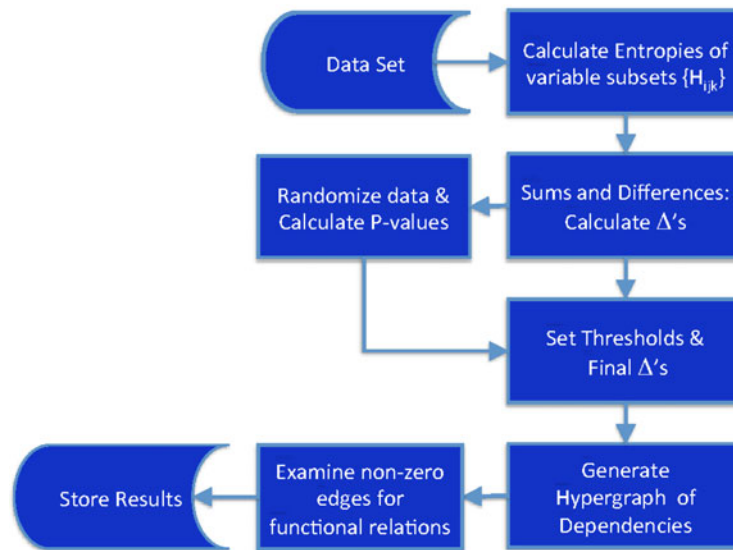 Data Set
Calculate Entropies of
variable subsets {Hijk}
Randomize data &
Calculate P-values
Sums and Differences:
Calculate Δ's
Set Thresholds &
Final Δ's
Store Results
Examine non-zero
edges for
functional relations
Generate
Hypergraph of
Dependencies